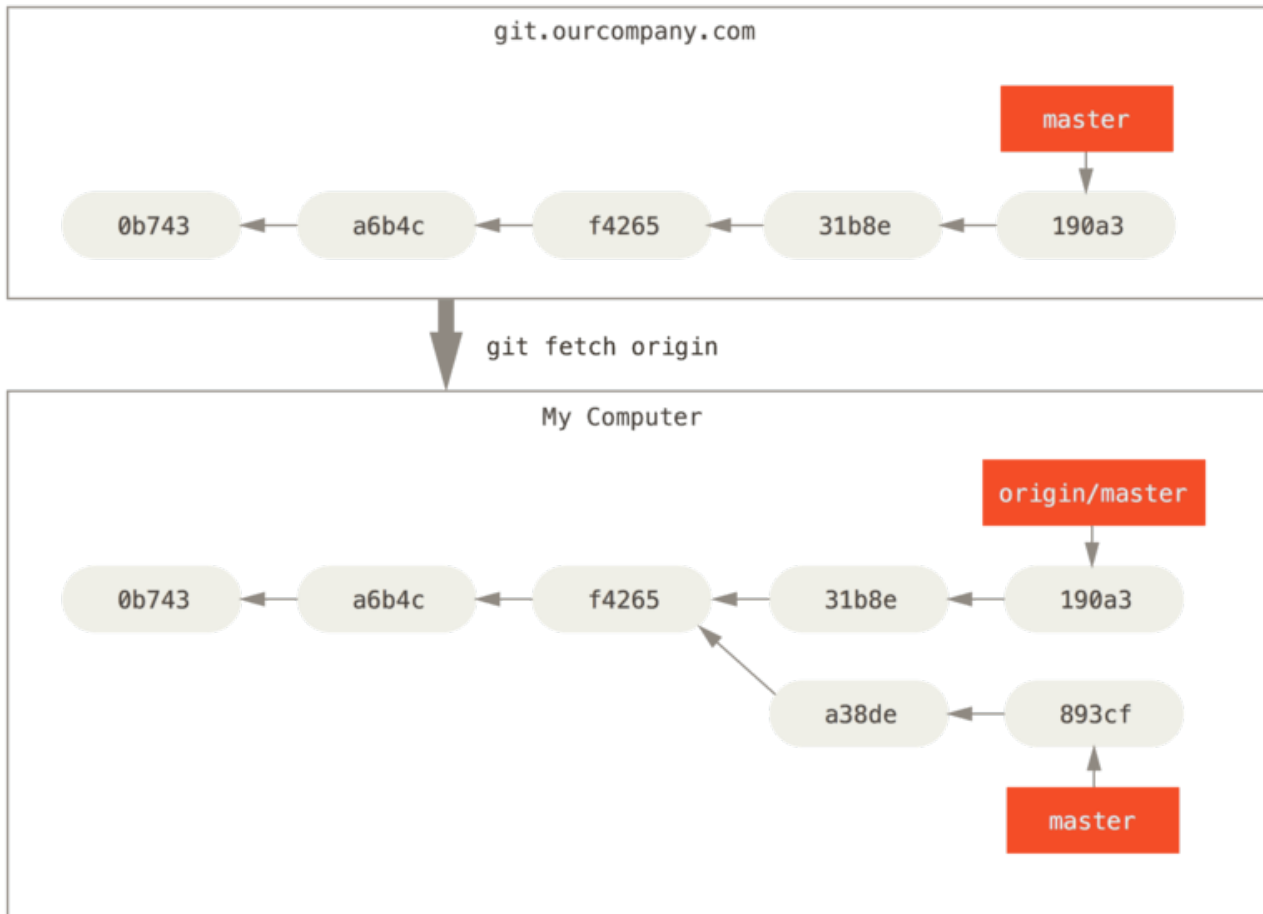 git.ourcompany.com
master
0b743 a6b4c f4265 31b8e 190a3
git fetch origin
My Computer
origin/master
0b743 a6b4c f4265 31b8e 190a3
a38de 893cf
master